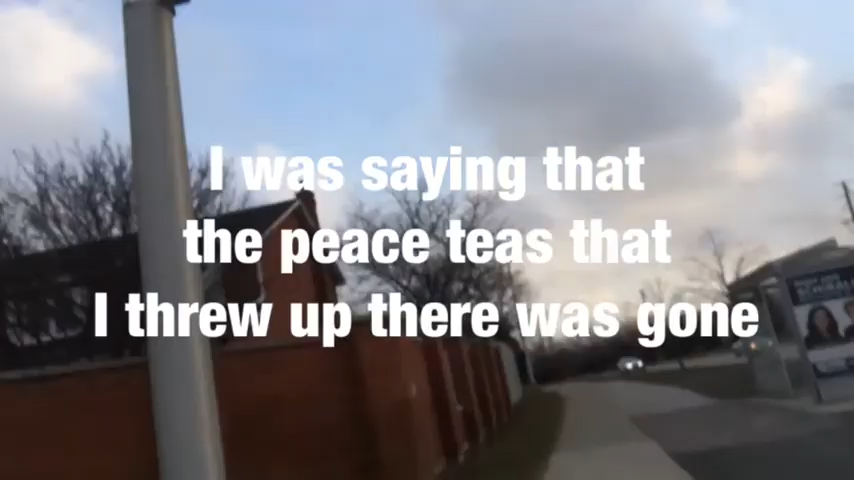 I was saying that
the peace teas that
I threw up there was gone